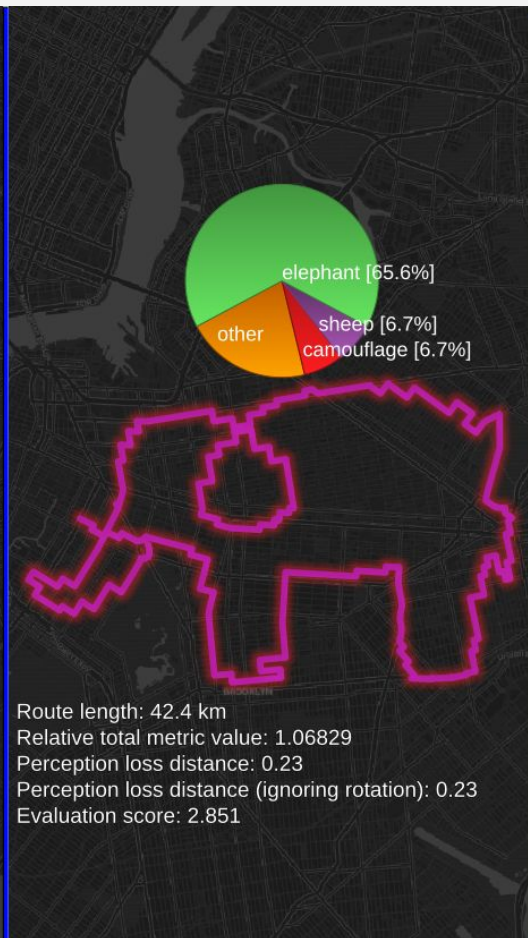 elephant [65.6%]
sheep [6.7%]
other
camouflage [6.7%]
BROOKLYN
Route length: 42.4 km
Relative total metric value: 1.06829
Perception loss distance: 0.23
Perception loss distance (ignoring rotation): 0.23
Evaluation score: 2.851